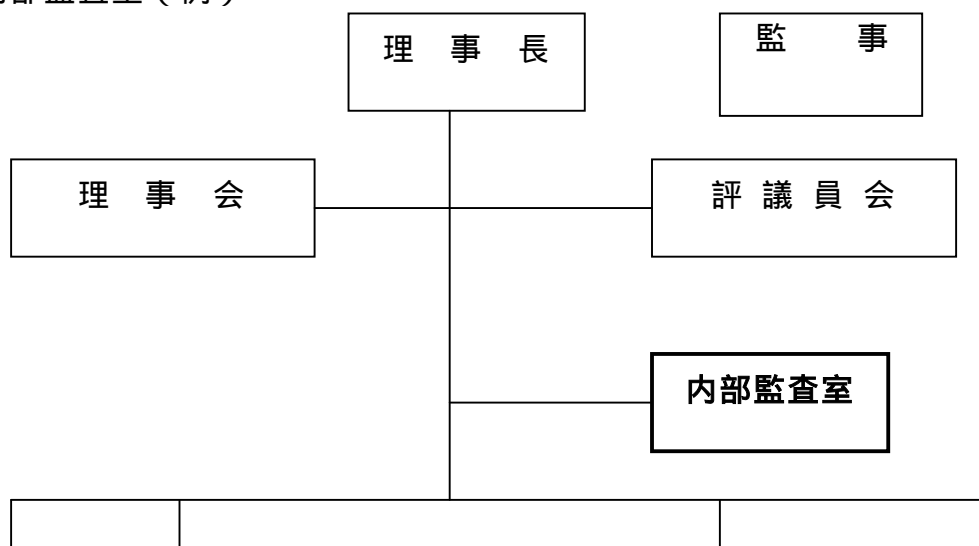 部監査室（例）
理 事 長
監 事
理 事 会
評 議 員 会
内部監査室